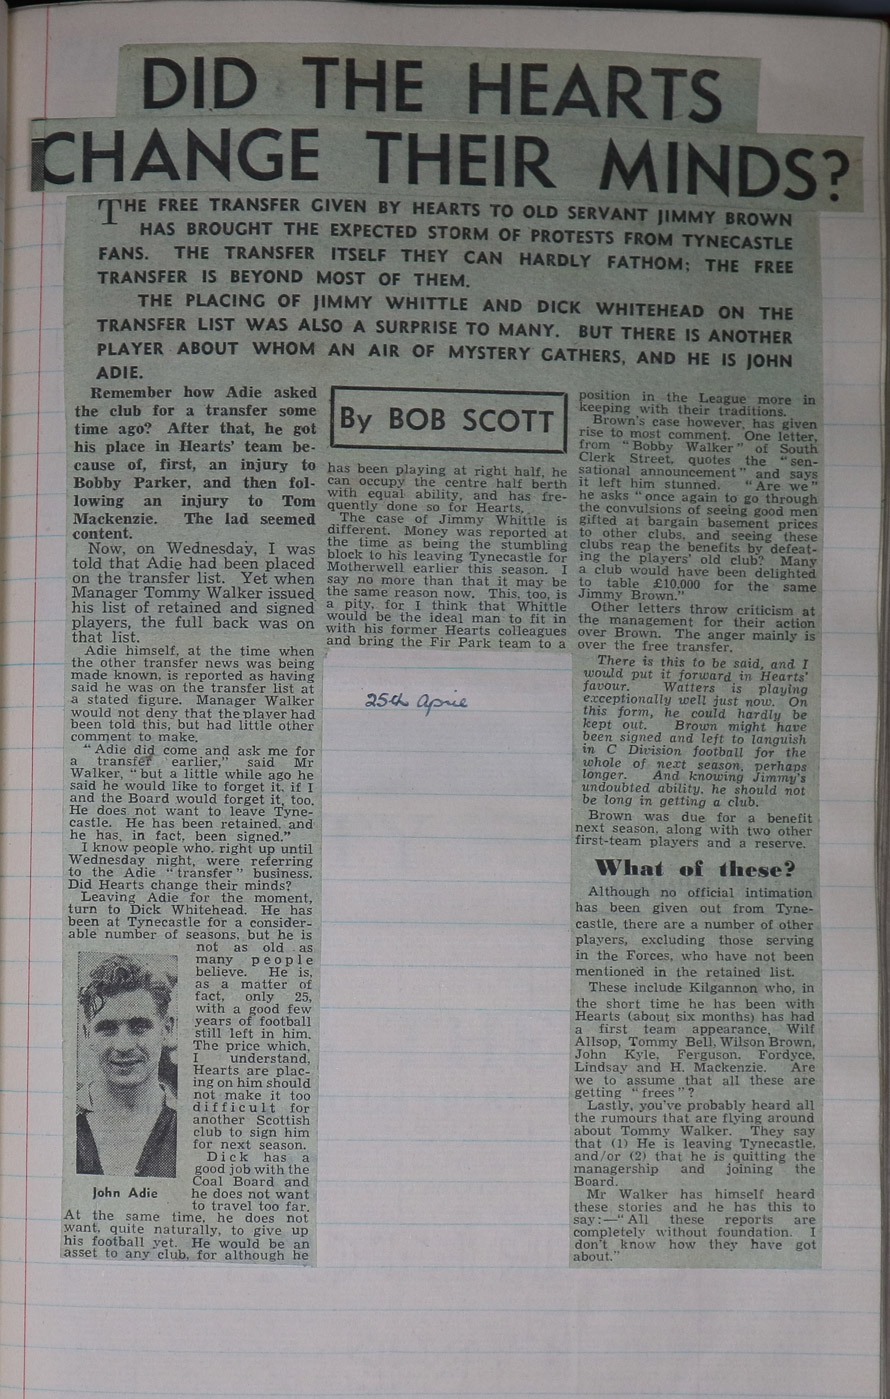 DID THE HEARTS
CHANGE THEIR MINDS?
THE FREE TRANSFER GIVEN BY HEARTS TO OLD SERVANT JIMMY BROWN
HAS BROUGHT THE EXPECTED STORM OF PROTESTS FROM TYNECASTLE
FANS. THE TRANSFER ITSELF THEY CAN HARDLY FATHOM; THE FREE
TRANSFER IS BEYOND MOST OF THEM.
THE PLACING OF JIMMY WHITTLE AND DICK WHITEHEAD ON THE
TRANSFER LIST WAS ALSO A SURPRISE TO MANY. BUT THERE IS ANOTHER
PLAYER ABOUT WHOM AN AIR OF MYSTERY GATHERS, AND HE IS JOHN
ADIE.
Remember how Adie asked
the club for a transfer some
time ago? After that, he got
his place in Hearts' team be-
cause of, first, an injury to
Bobby Parker, and then fol-
lowing an injury to Tom
Mackenzie. The lad seemed
content.
Now, on Wednesday, I was
told that Adie had been placed
on the transfer list. Yet when
Manager Tommy Walker issued
his list of retained and signed
players, the full back was on
that list.
Adie himself, at the time when
the other transfer news was being
made known, is reported as having
said he was on the transfer list at
a stated figure. Manager Walker
would not deny that the player had
been told this, but had little other
comment to make.
"Adie did come and ask me for
a transfer earlier," said Mr
Walker, "but a little while ago he
said he would like to forget it, if I
and the Board would forget it, too.
He does not want to leave Tyne-
castle. He has been retained, and
he has, in fact, been signed."
I know people who, right up until
Wednesday night, were referring
to the Adie "transfer" business.
Did Hearts change their minds?
Leaving Adie for the moment,
turn to Dick Whitehead. He has
been at Tynecastle for a consider-
able number of seasons, but he is
not as old as
many people
believe. He is,
as a matter of
fact, only 25,
with a good few
years of football
still left in him.
The price which,
I understand,
Hearts are plac-
ing on him should
not make it too
difficult for
another Scottish
club to sign him
for next season.
Dick has a
good job with the
Coal Board and
he does not want
to travel too far.
John Adie
At the same time, he does not
want, quite naturally, to give up
his football yet. He would be an
asset to any club, for although he
By BOB SCOTT
has been playing at right half, he
can occupy the centre half berth
with equal ability, and has fre-
quently done so for Hearts.
The case of Jimmy Whittle is
different. Money was reported at
the time as being the stumbling
block to his leaving Tynecastle for
Motherwell earlier this season. I
say no more than that it may be
the same reason now. This, too, is
a pity, for I think that Whittle
would be the ideal man to fit in
with his former Hearts colleagues
and bring the Fir Park team to a
25th April
position in the League more in
keeping with their traditions.
Brown's case however, has given
rise to most comment. One letter,
from "Bobby Walker" of South
Clerk Street, quotes the "sen-
sational announcement" and says
it left him stunned. "Are we"
he asks "once again to go through
the convulsions of seeing good men
gifted at bargain basement prices
to other clubs, and seeing these
clubs reap the benefits by defeat-
ing the players' old club? Many
a club would have been delighted
to table £10,000 for the same
Jimmy Brown."
Other letters throw criticism at
the management for their action
over Brown. The anger mainly is
over the free transfer.
There is this to be said, and I
would put it forward in Hearts'
favour. Watters is playing
exceptionally well just now. On
this form, he could hardly be
kept out. Brown might have
been signed and left to languish
in C Division football for the
whole of next season, perhaps
longer. And knowing Jimmy's
undoubted ability, he should not
be long in getting a club.
Brown was due for a benefit
next season, along with two other
first-team players and a reserve.
What of these?
Although no official intimation
has been given out from Tyne-
castle, there are a number of other
players, excluding those serving
in the Forces, who have not been
mentioned in the retained list.
These include Kilgannon who, in
the short time he has been with
Hearts (about six months) has had
a first team appearance, Wilf
Allsop, Tommy Bell, Wilson Brown,
John Kyle, Ferguson, Fordyce,
Lindsay and H. Mackenzie. Are
we to assume that all these are
getting "frees"?
Lastly, you've probably heard all
the rumours that are flying around
about Tommy Walker. They say
that (1) He is leaving Tynecastle,
and/or (2) that he is quitting the
managership and joining the
Board.
Mr Walker has himself heard
these stories and he has this to
say:—"All these reports are
completely without foundation. I
don't know how they have got
about."